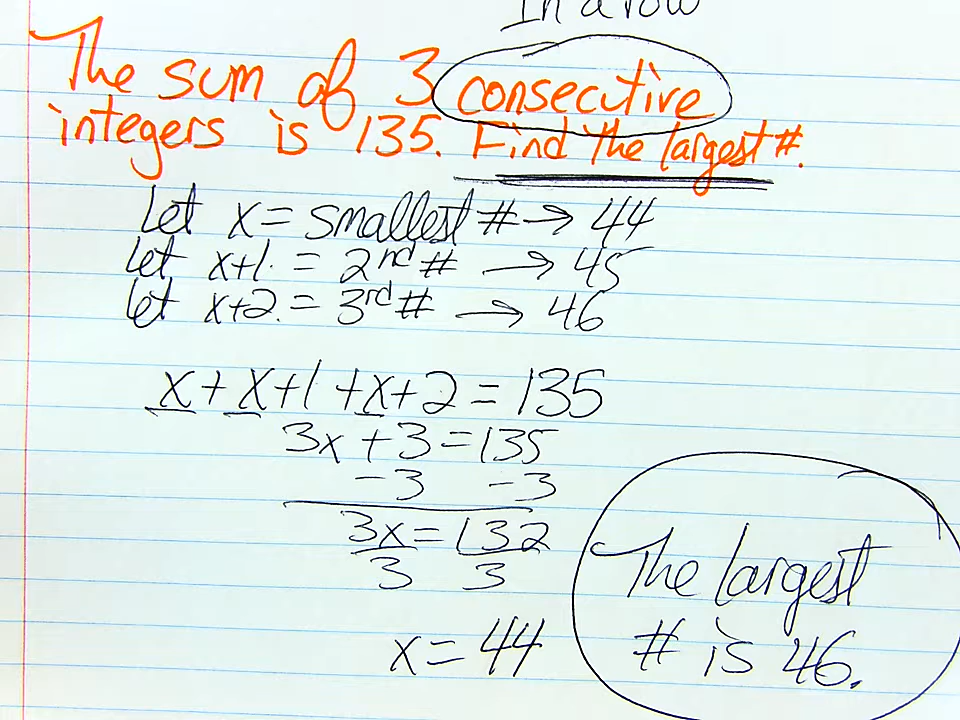 In a row
The sum of 3 consecutive
integers is 135. Find the largest #.
Let x = smallest # → 44
Let x+1 = 2nd # → 45
Let x+2 = 3rd # → 46
x + x+1 + x+2 = 135
3x + 3 = 135
-3 -3
3x = 132
3 3
x = 44
The largest
# is 46.